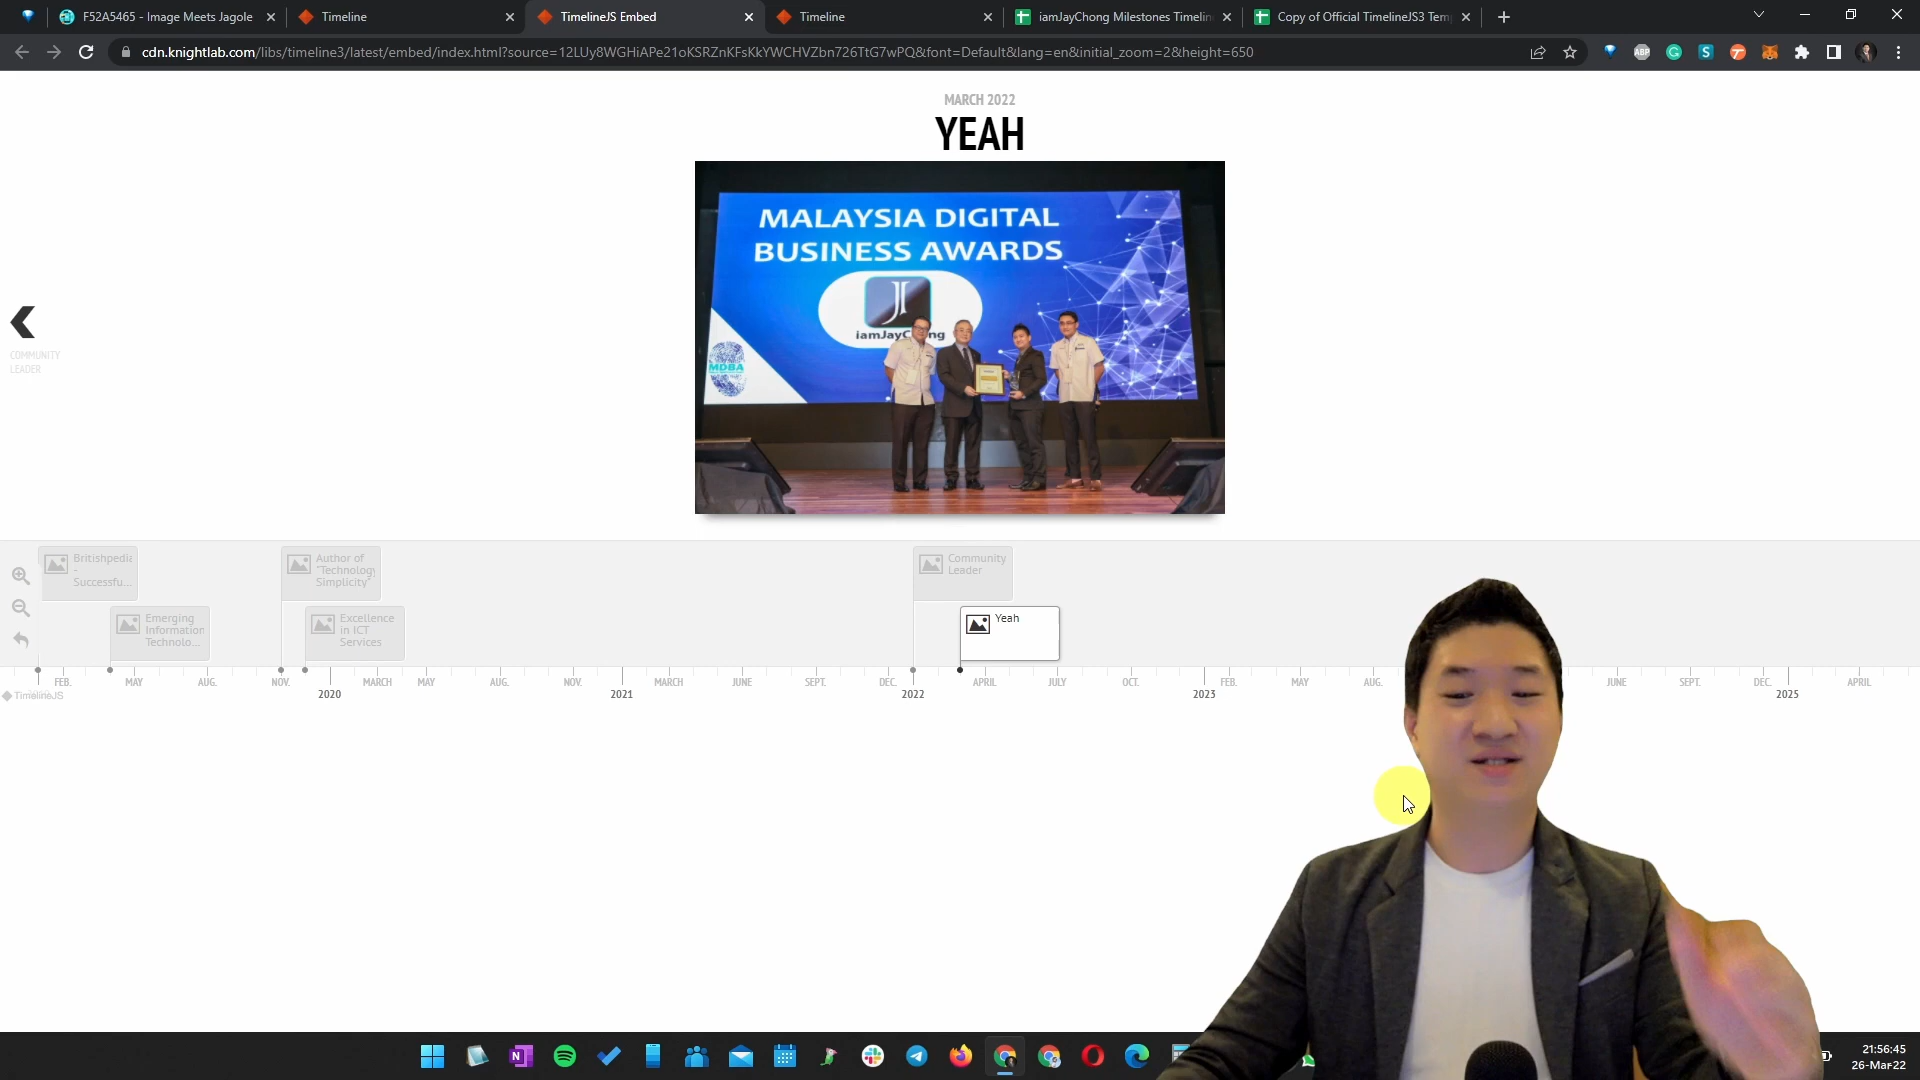 F52A5465 - Image Meets Jagole
Timeline
TimelineJS Embed
Timeline
iamJayChong Milestones Timelin
Copy of Official TimelineJS3 Tem
cdn.knightlab.com/libs/timeline3/latest/embed/index.html?source=12LUy8WGHiAPe21oKSRZnKFsKkYWCHVZbn726TtG7wPQ&font=Default&lang=en&initial_zoom=2&height=650
MARCH 2022
YEAH
MALAYSIA DIGITAL
BUSINESS AWARDS
iamJayChong
MDBA
COMMUNITY
LEADER
Britishpedia
-
Successfu...
Author of
"Technology
Simplicity"
Community
Leader
Emerging
Information
Technolo...
Excellence
in ICT
Services
Yeah
FEB. MAY AUG. NOV. MARCH MAY AUG. NOV. MARCH JUNE SEPT. DEC. APRIL JULY OCT. FEB. MAY AUG. JUNE SEPT. DEC. APRIL
2020 2021 2022 2023 2025
TimelineJS
21:56:45
26-Mar-22